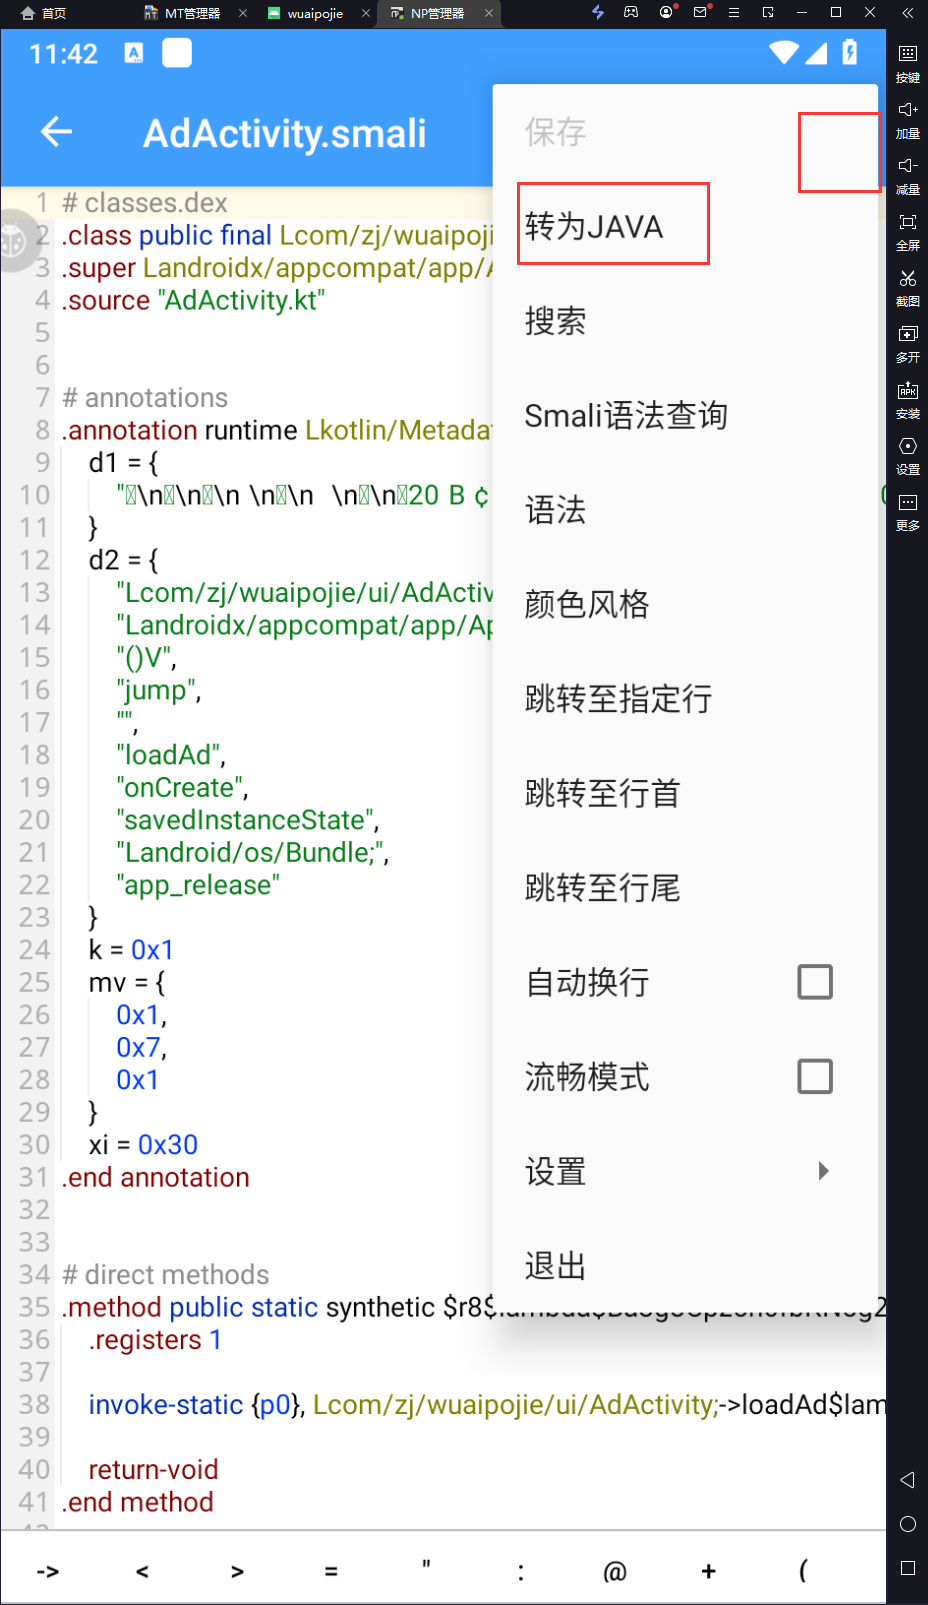 首页
MT管理器
wuaipojie
NP管理器
11:42
AdActivity.smali
保存
转为JAVA
搜索
Smali语法查询
语法
颜色风格
跳转至指定行
跳转至行首
跳转至行尾
自动换行
流畅模式
设置
退出
1 # classes.dex
2 .class public final Lcom/zj/wuaipoji
3 .super Landroidx/appcompat/app/A
4 .source "AdActivity.kt"
5
6
7 # annotations
8 .annotation runtime Lkotlin/Metadat
9 d1 = {
10 "\n\n\n \n\n  \n\n20 B ¢
11 }
12 d2 = {
13 "Lcom/zj/wuaipojie/ui/AdActiv
14 "Landroidx/appcompat/app/Ap
15 "()V",
16 "jump",
17 "",
18 "loadAd",
19 "onCreate",
20 "savedInstanceState",
21 "Landroid/os/Bundle;",
22 "app_release"
23 }
24 k = 0x1
25 mv = {
26 0x1,
27 0x7,
28 0x1
29 }
30 xi = 0x30
31 .end annotation
32
33
34 # direct methods
35 .method public static synthetic $r8$lambda$
36 .registers 1
37
38 invoke-static {p0}, Lcom/zj/wuaipojie/ui/AdActivity;->loadAd$lam
39
40 return-void
41 .end method
-> < > = " : @ + (
按键
加量
减量
全屏
截图
多开
安装
设置
更多